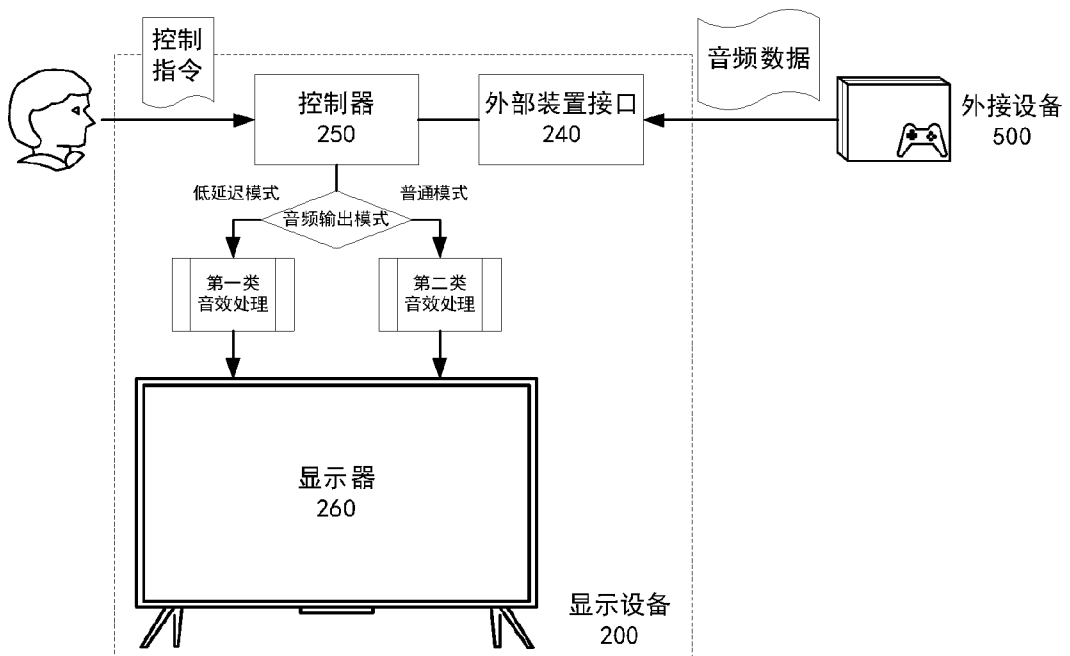 控制
指令
音频数据
控制器
250
外部装置接口
240
外接设备
500
低延迟模式
普通模式
音频输出模式
第一类
音效处理
第二类
音效处理
显示器
260
显示设备
200